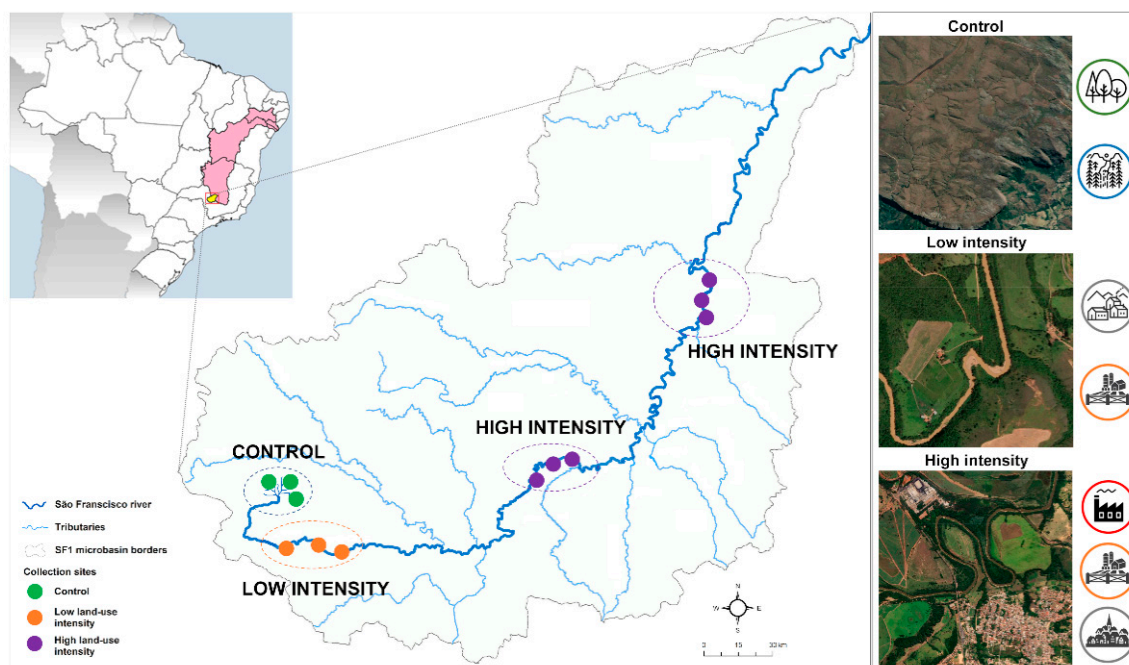 Control
Low intensity
High intensity
HIGH INTENSITY
HIGH INTENSITY
CONTROL
LOW INTENSITY
São Franscisco river
Tributaries
SF1 microbasin borders
Collection sites
Control
Low land-use
intensity
High land-use
intensity
N
W E
S
0 15 30 km